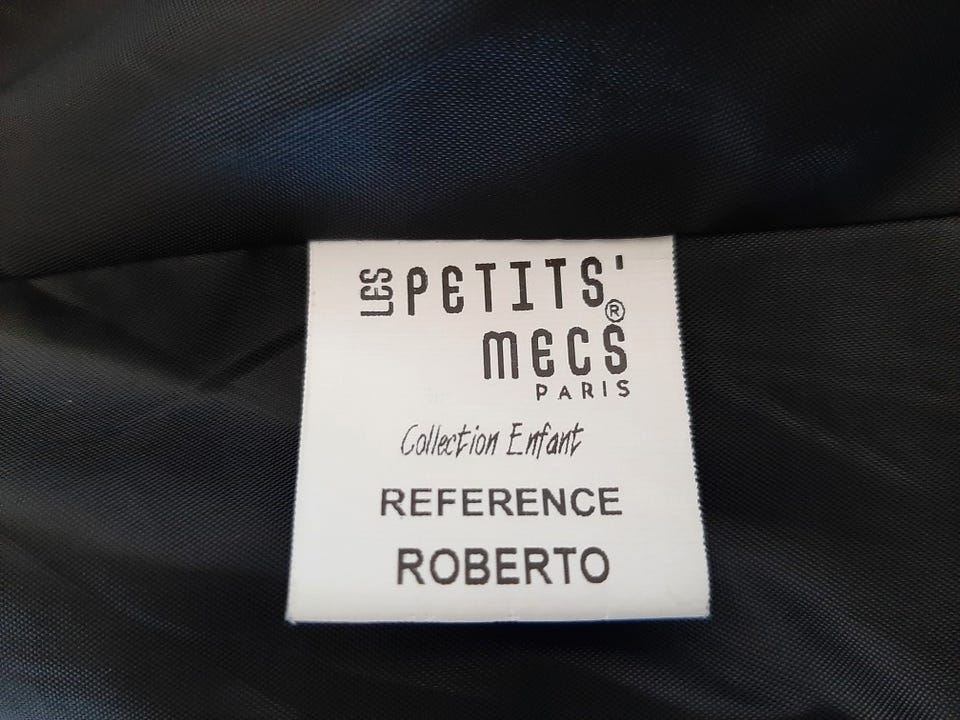 LES PETITS'®
MECS
PARIS
Collection Enfant
REFERENCE
ROBERTO